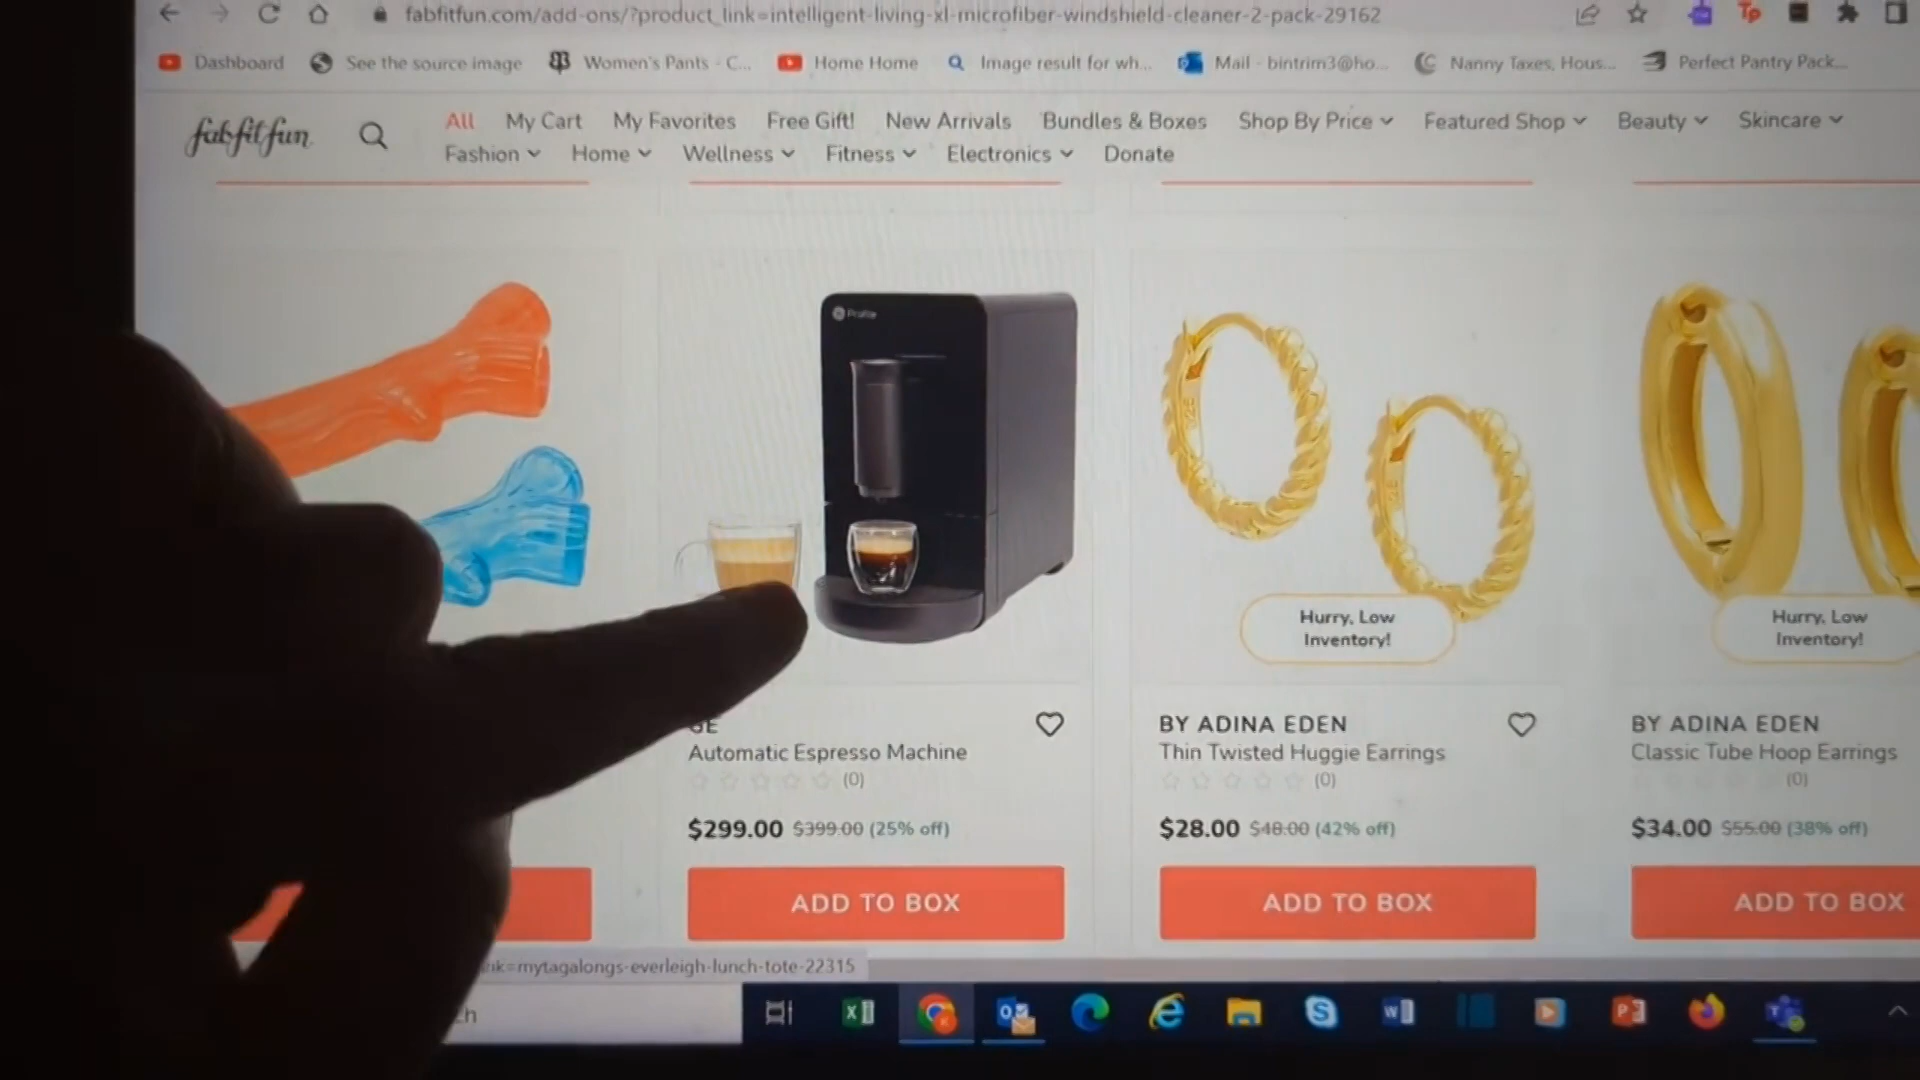 fabfitfun.com/add-ons/?product_link=intelligent-living-xl-microfiber-windshield-cleaner-2-pack-29162
Dashboard See the source image Women's Pants - C... Home Home Image result for wh... Mail - bintrim3@ho... Nanny Taxes, Hous... Perfect Pantry Pack...
fabfitfun
All My Cart My Favorites Free Gift! New Arrivals Bundles & Boxes Shop By Price Featured Shop Beauty Skincare
Fashion Home Wellness Fitness Electronics Donate
Profile
925
Hurry, Low
Inventory!
Hurry, Low
Inventory!
GE
Automatic Espresso Machine
(0)
$299.00 $399.00 (25% off)
ADD TO BOX
BY ADINA EDEN
Thin Twisted Huggie Earrings
(0)
$28.00 $48.00 (42% off)
ADD TO BOX
BY ADINA EDEN
Classic Tube Hoop Earrings
(0)
$34.00 $55.00 (38% off)
ADD TO BOX
nk=mytagalongs-everleigh-lunch-tote-22315